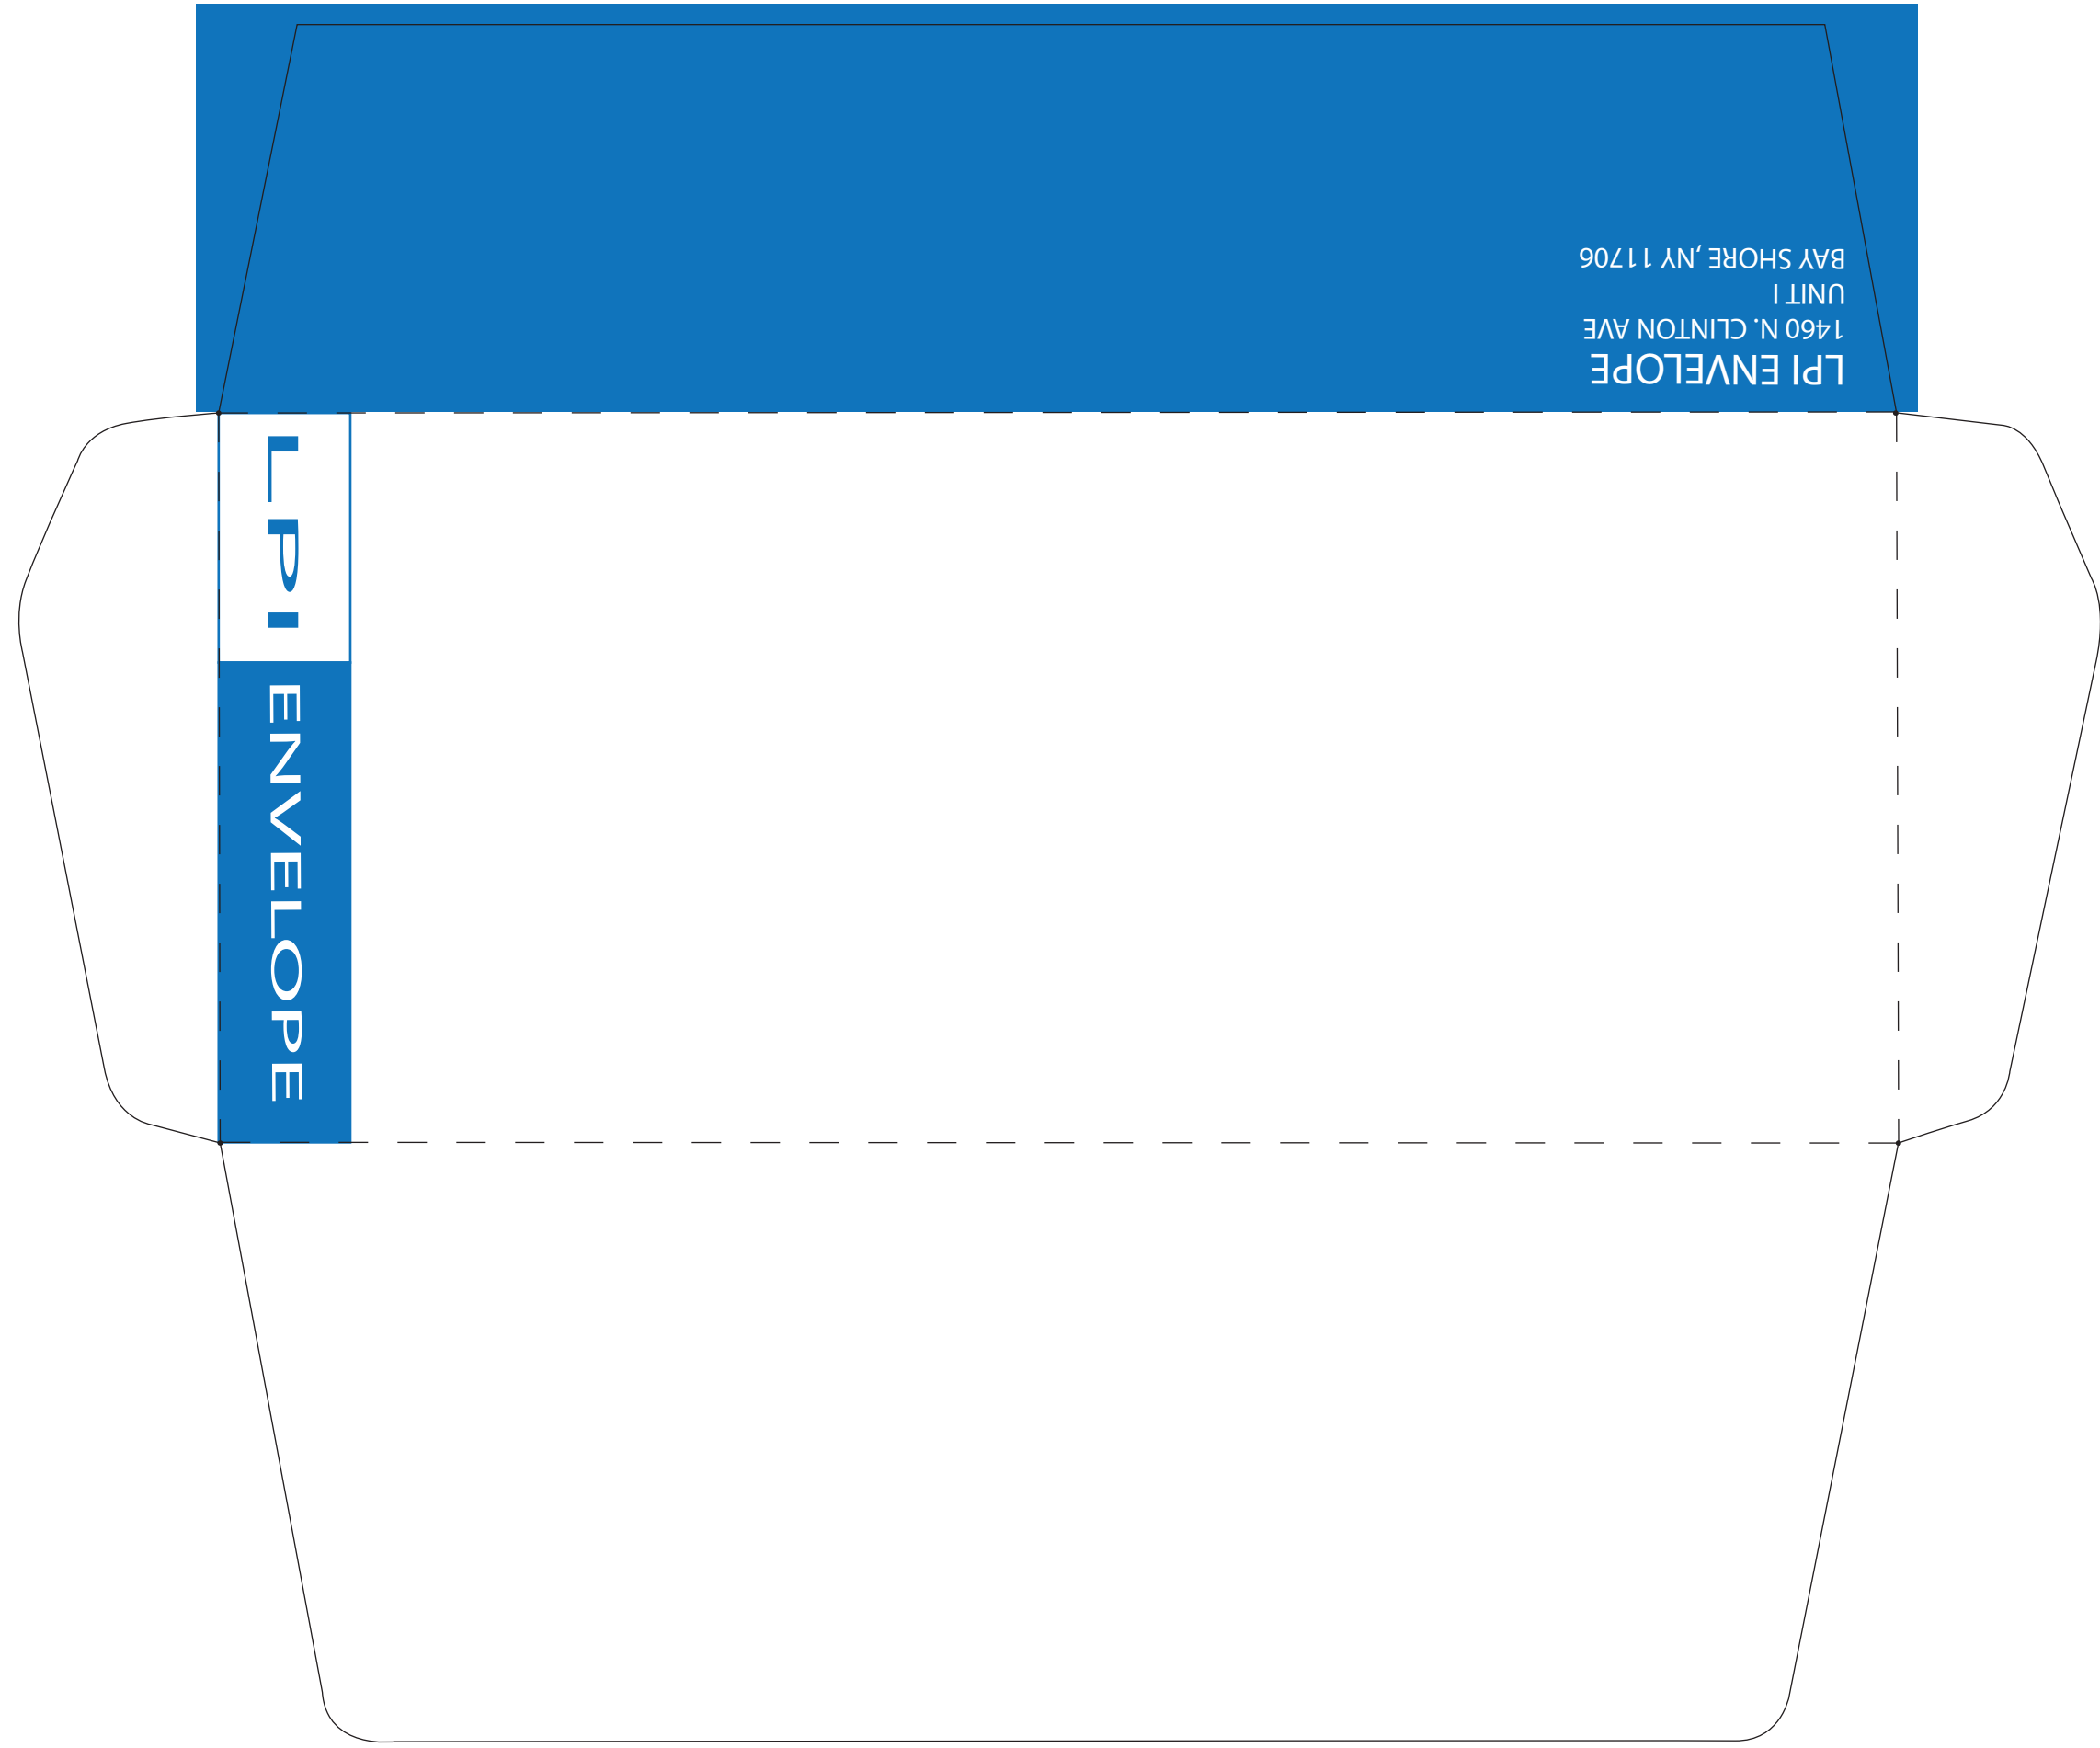 LPI ENVELOPE
1460 N. CLINTON AVE
UNIT I
BAY SHORE ,NY 11706
LPI
ENVELOPE